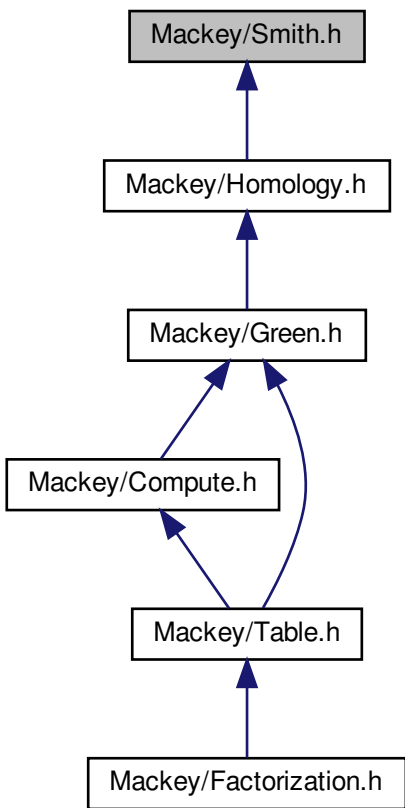 Mackey/Smith.h
Mackey/Homology.h
Mackey/Green.h
Mackey/Compute.h
Mackey/Table.h
Mackey/Factorization.h